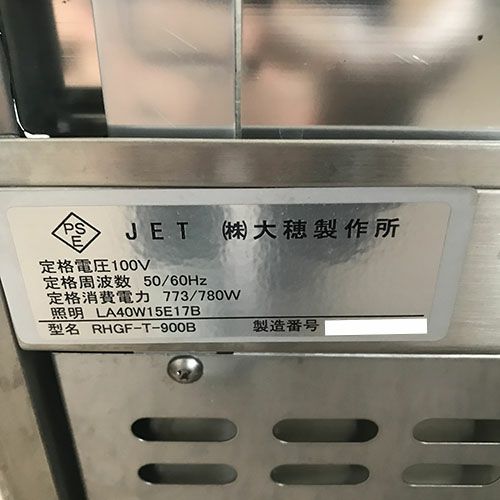 PS
E
JET ㈱大穂製作所
定格電圧100V
定格周波数 50/60Hz
定格消費電力 773/780W
照明 LA40W15E17B
型名 RHGF-T-900B 製造番号